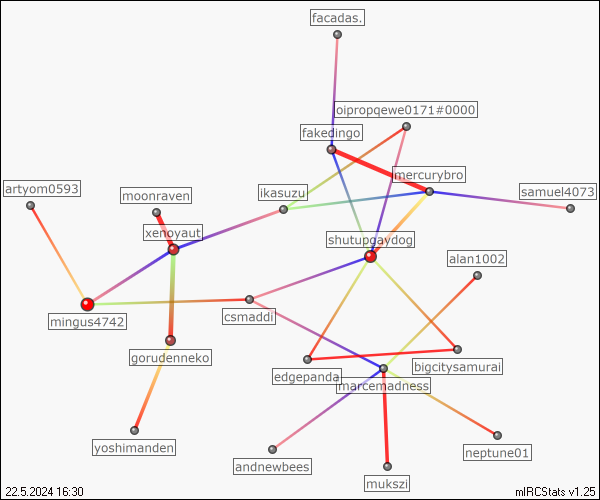 facadas.
loipropqewe0171#0000
fakedingo
mercurybro
artyom0593
moonraven
ikasuzu
samuel4073
xenoyaut
shutupgaydog
alan1002
mingus4742
csmaddi
gorudenneko
bigcitysamurai
edgepanda
marcemadness
yoshimanden
neptune01
andnewbees
mukszi
22.5.2024 16:30
mIRCStats v1.25